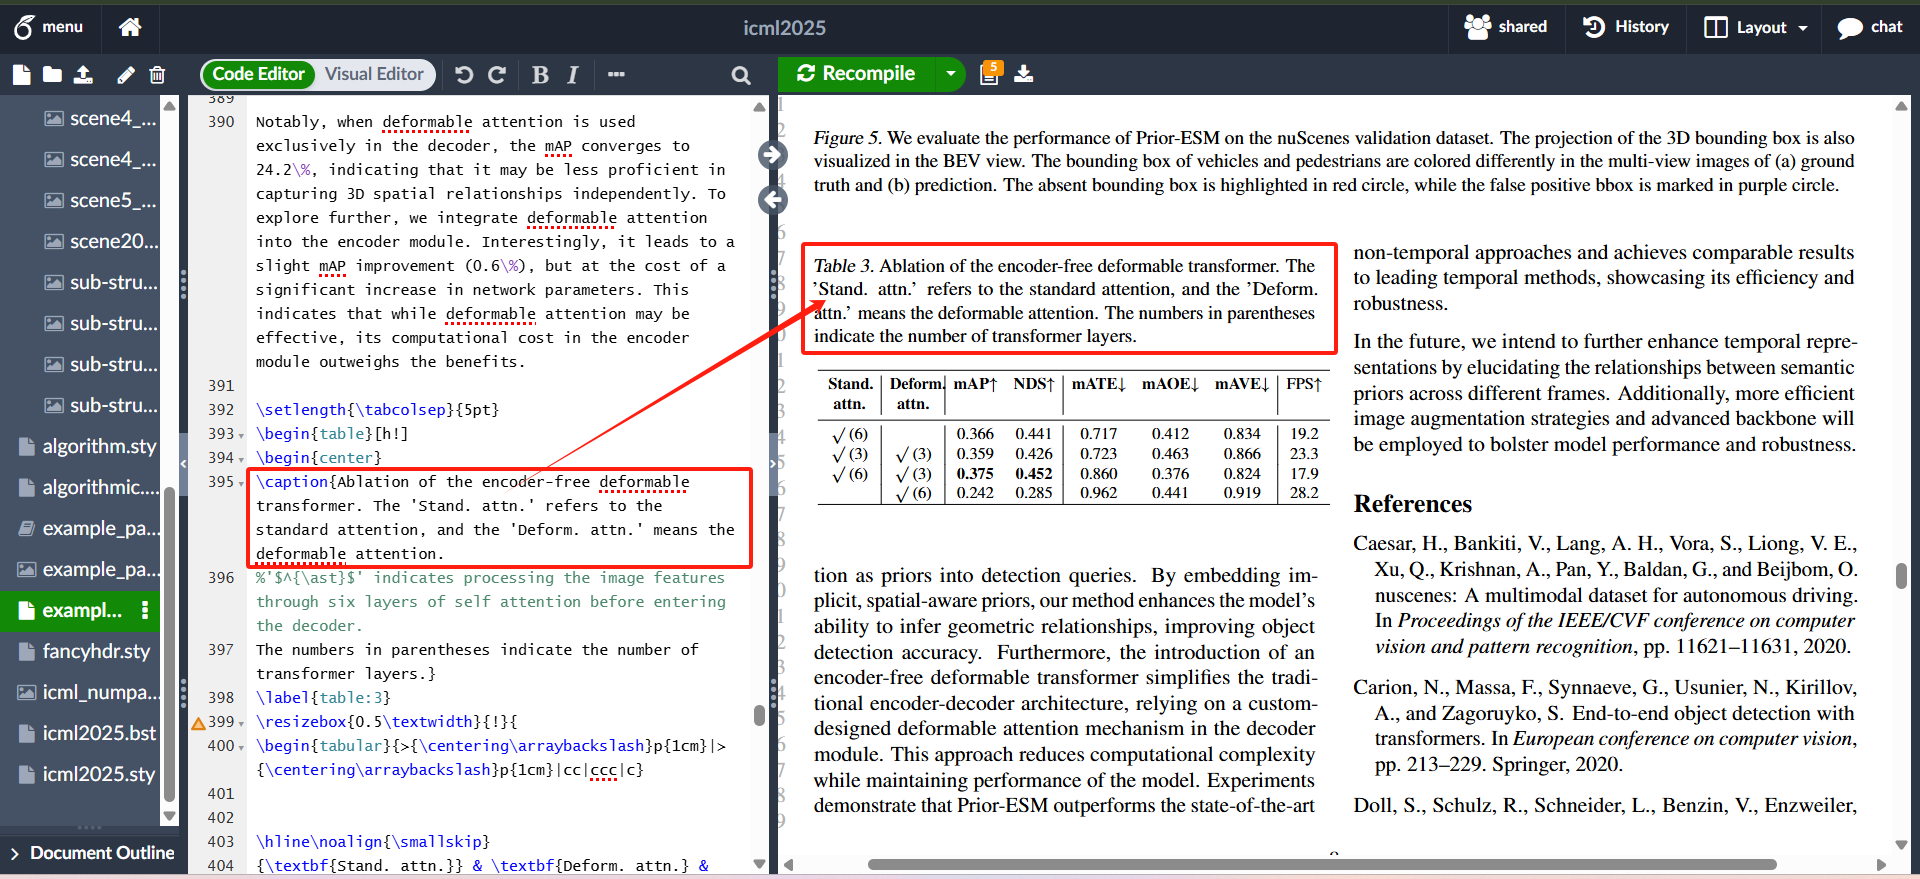 menu
icml2025
shared
History
Layout
chat
Code Editor
Visual Editor
B I
Recompile
5
scene4_...
scene4_...
scene5_...
scene20...
sub-stru...
sub-stru...
sub-stru...
sub-stru...
algorithm.sty
algorithmic....
example_pa...
example_pa...
exampl...
fancyhdr.sty
icml_numpa...
icml2025.bst
icml2025.sty
Document Outline
389
390 Notably, when deformable attention is used
exclusively in the decoder, the mAP converges to
24.2\%, indicating that it may be less proficient in
capturing 3D spatial relationships independently. To
explore further, we integrate deformable attention
into the encoder module. Interestingly, it leads to a
slight mAP improvement (0.6\%), but at the cost of a
significant increase in network parameters. This
indicates that while deformable attention may be
effective, its computational cost in the encoder
module outweighs the benefits.
391
392 \setlength{\tabcolsep}{5pt}
393 \begin{table}[h!]
394 \begin{center}
395 \caption{Ablation of the encoder-free deformable
transformer. The 'Stand. attn.' refers to the
standard attention, and the 'Deform. attn.' means the
deformable attention.
396 %'$^{\ast}$' indicates processing the image features
through six layers of self attention before entering
the decoder.
397 The numbers in parentheses indicate the number of
transformer layers.}
398 \label{table:3}
399 \resizebox{0.5\textwidth}{!}{
400 \begin{tabular}{>{\centering\arraybackslash}p{1cm}|>
{\centering\arraybackslash}p{1cm}|cc|ccc|c}
401
402
403 \hline\noalign{\smallskip}
404 {\textbf{Stand. attn.}} & \textbf{Deform. attn.} &
Figure 5. We evaluate the performance of Prior-ESM on the nuScenes validation dataset. The projection of the 3D bounding box is also
visualized in the BEV view. The bounding box of vehicles and pedestrians are colored differently in the multi-view images of (a) ground
truth and (b) prediction. The absent bounding box is highlighted in red circle, while the false positive bbox is marked in purple circle.
Table 3. Ablation of the encoder-free deformable transformer. The
’Stand. attn.’ refers to the standard attention, and the ’Deform.
attn.’ means the deformable attention. The numbers in parentheses
indicate the number of transformer layers.
Stand. attn. Deform. attn. mAP↑ NDS↑ mATE↓ mAOE↓ mAVE↓ FPS↑
√ (6) 0.366 0.441 0.717 0.412 0.834 19.2
√ (3) √ (3) 0.359 0.426 0.723 0.463 0.866 23.3
√ (6) √ (3) 0.375 0.452 0.860 0.376 0.824 17.9
√ (6) 0.242 0.285 0.962 0.441 0.919 28.2
tion as priors into detection queries. By embedding im-
plicit, spatial-aware priors, our method enhances the model’s
ability to infer geometric relationships, improving object
detection accuracy. Furthermore, the introduction of an
encoder-free deformable transformer simplifies the tradi-
tional encoder-decoder architecture, relying on a custom-
designed deformable attention mechanism in the decoder
module. This approach reduces computational complexity
while maintaining performance of the model. Experiments
demonstrate that Prior-ESM outperforms the state-of-the-art
non-temporal approaches and achieves comparable results
to leading temporal methods, showcasing its efficiency and
robustness.
In the future, we intend to further enhance temporal repre-
sentations by elucidating the relationships between semantic
priors across different frames. Additionally, more efficient
image augmentation strategies and advanced backbone will
be employed to bolster model performance and robustness.
References
Caesar, H., Bankiti, V., Lang, A. H., Vora, S., Liong, V. E.,
Xu, Q., Krishnan, A., Pan, Y., Baldan, G., and Beijbom, O.
nuscenes: A multimodal dataset for autonomous driving.
In Proceedings of the IEEE/CVF conference on computer
vision and pattern recognition, pp. 11621–11631, 2020.
Carion, N., Massa, F., Synnaeve, G., Usunier, N., Kirillov,
A., and Zagoruyko, S. End-to-end object detection with
transformers. In European conference on computer vision,
pp. 213–229. Springer, 2020.
Doll, S., Schulz, R., Schneider, L., Benzin, V., Enzweiler,